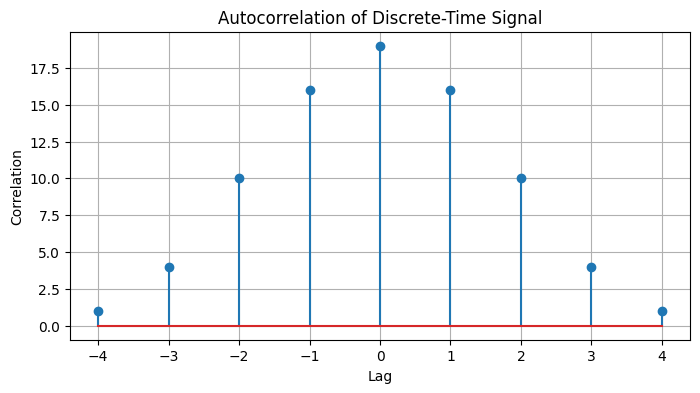 Autocorrelation of Discrete-Time Signal
Correlation
17.5
15.0
12.5
10.0
7.5
5.0
2.5
0.0
−4 −3 −2 −1 0 1 2 3 4
Lag